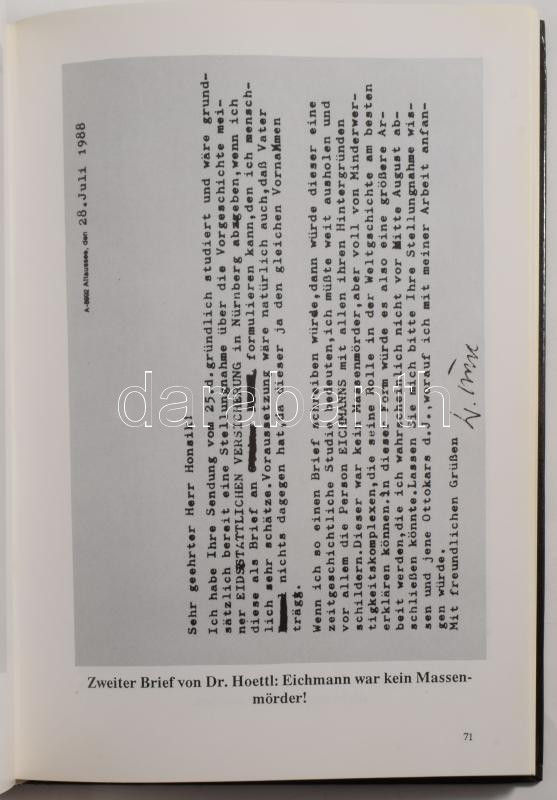 A-8992 Altaussee, den 28.Juli 1988
Sehr geehrter Herr Honsik!
Ich habe Ihre Sendung vom 25.d.gründlich studiert und wäre grund-
sätzlich bereit eine Stellungnahme über die Vorgeschichte mei-
ner EIDSSTATTLICHEN VERSICHERUNG in Nürnberg abzugeben,wenn ich
diese als Brief an formulieren kann,den ich mensch-
lich sehr schätze.Voraussetzung wäre natürlich auch,daß Vater
nichts dagegen hat,da dieser ja den gleichen Vornamen
trägt.
Wenn ich so einen Brief schreiben würde,dann würde dieser eine
zeitgeschichtliche Studie bedeuten,ich müßte weit ausholen und
vor allem die Person EICHMANNS mit allen ihren Hintergründen
schildern.Dieser war kein Massenmörder,aber voll von Minderwer-
tigkeitskomplexen,die seine Rolle in der Weltgschichte am besten
erklären können.In dieser Form würde es also eine größere Ar-
beit werden,die ich wahrscheinlich nicht vor Mitte August ab-
schließen könnte.Lassen Sie mich bitte Ihre Stellungnahme wis-
sen und jene Ottokars d.J.,worauf ich mit meiner Arbeit anfan-
gen würde.
Mit freundlichen Grüßen
Zweiter Brief von Dr. Hoettl: Eichmann war kein Massen-
mörder!
71
darabanth.com